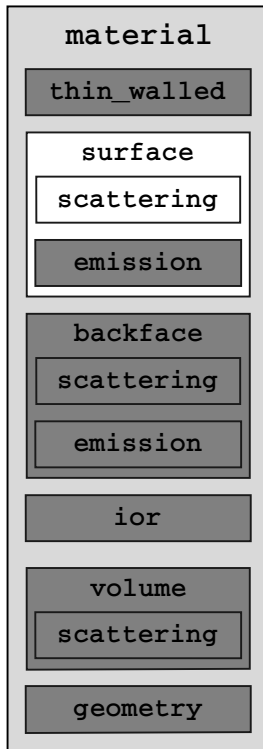 material
thin_walled
surface
scattering
emission
backface
scattering
emission
ior
volume
scattering
geometry